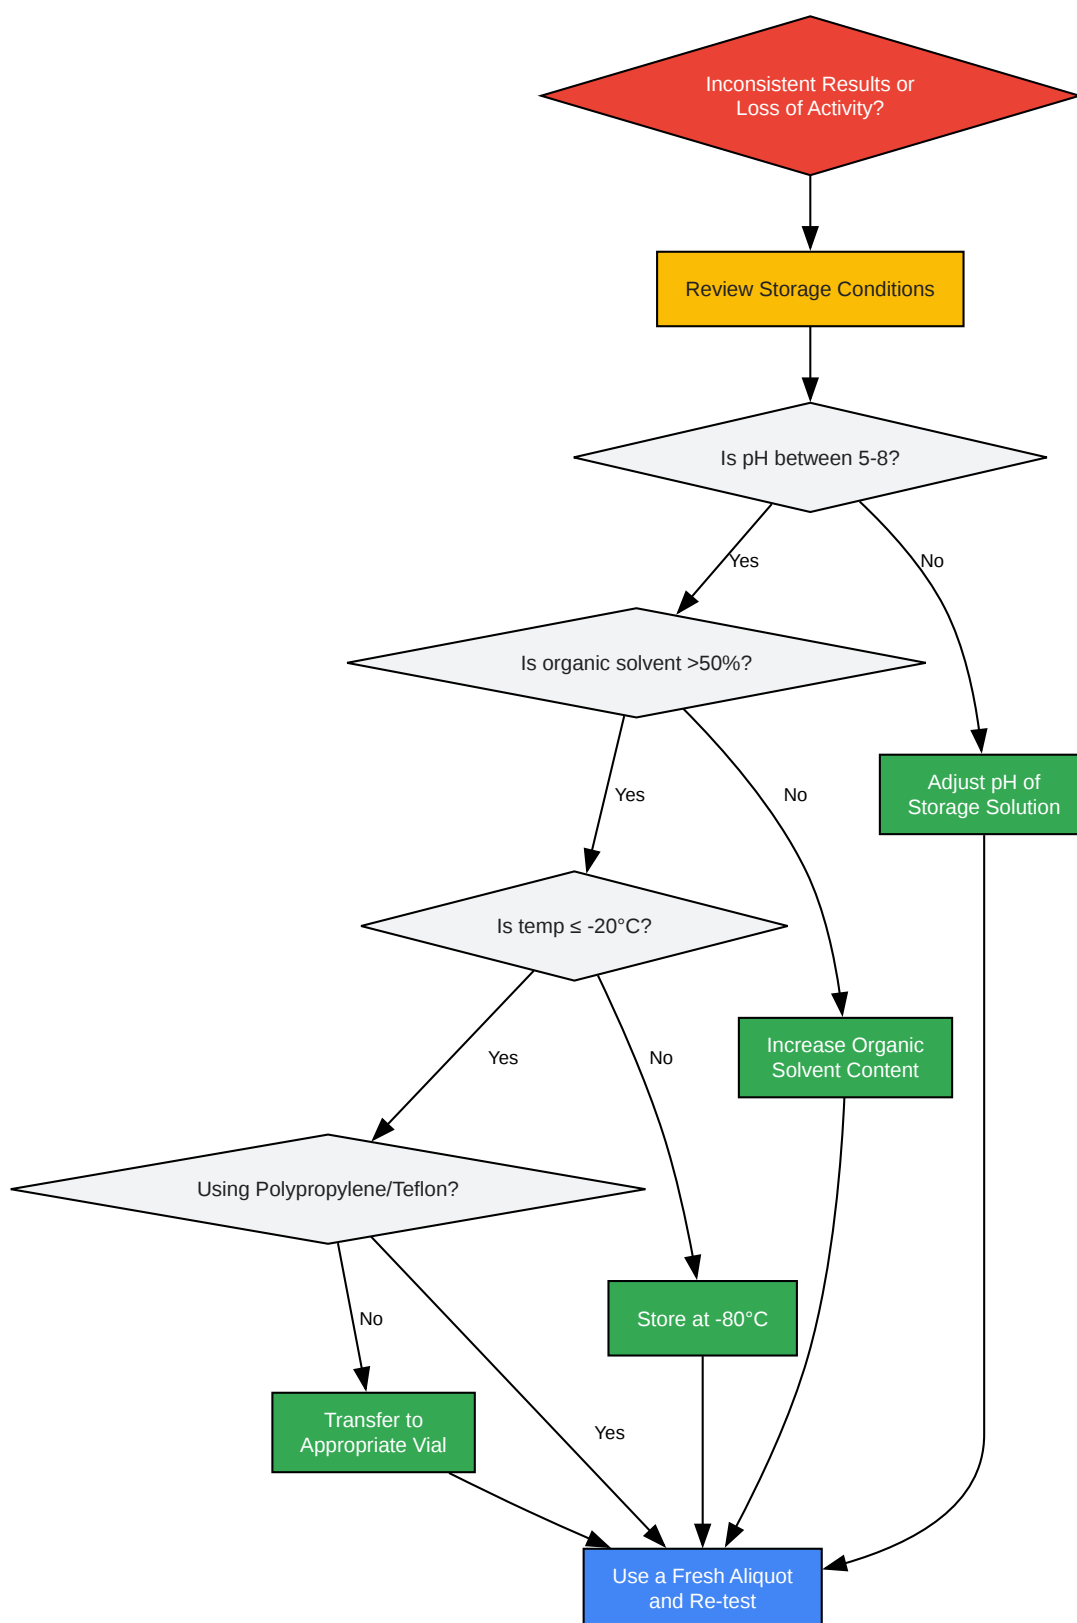 Inconsistent Results or
Loss of Activity?
Review Storage Conditions
Is pH between 5-8?
Yes
No
Is organic solvent >50%?
Adjust pH of
Storage Solution
Yes
No
Is temp ≤ -20°C?
Increase Organic
Solvent Content
Yes
No
Using Polypropylene/Teflon?
Store at -80°C
No
Transfer to
Appropriate Vial
Yes
Use a Fresh Aliquot
and Re-test